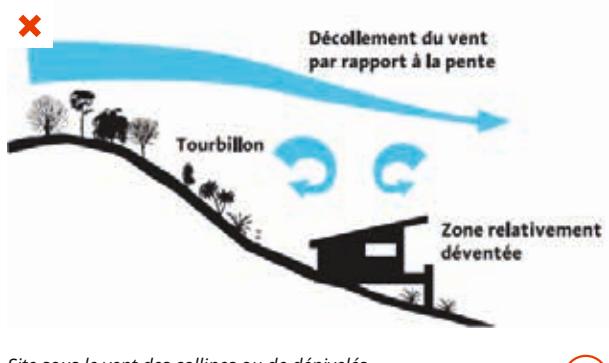 Décollement du vent
par rapport à la pente
Tourbillon
Zone relativement
déventée
Site sous le vent des collines ou de dénivelés